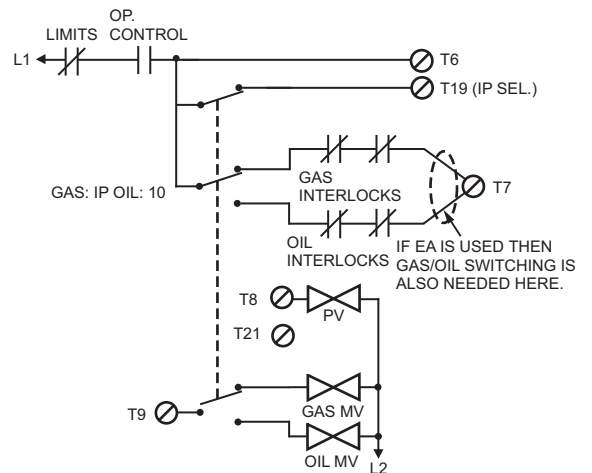 OP.
LIMITS CONTROL
L1
T6
T19 (IP SEL.)
GAS
INTERLOCKS
T7
GAS: IP OIL: 10
OIL
INTERLOCKS
IF EA IS USED THEN
GAS/OIL SWITCHING IS
ALSO NEEDED HERE.
T8
PV
T21
T9
GAS MV
OIL MV
L2